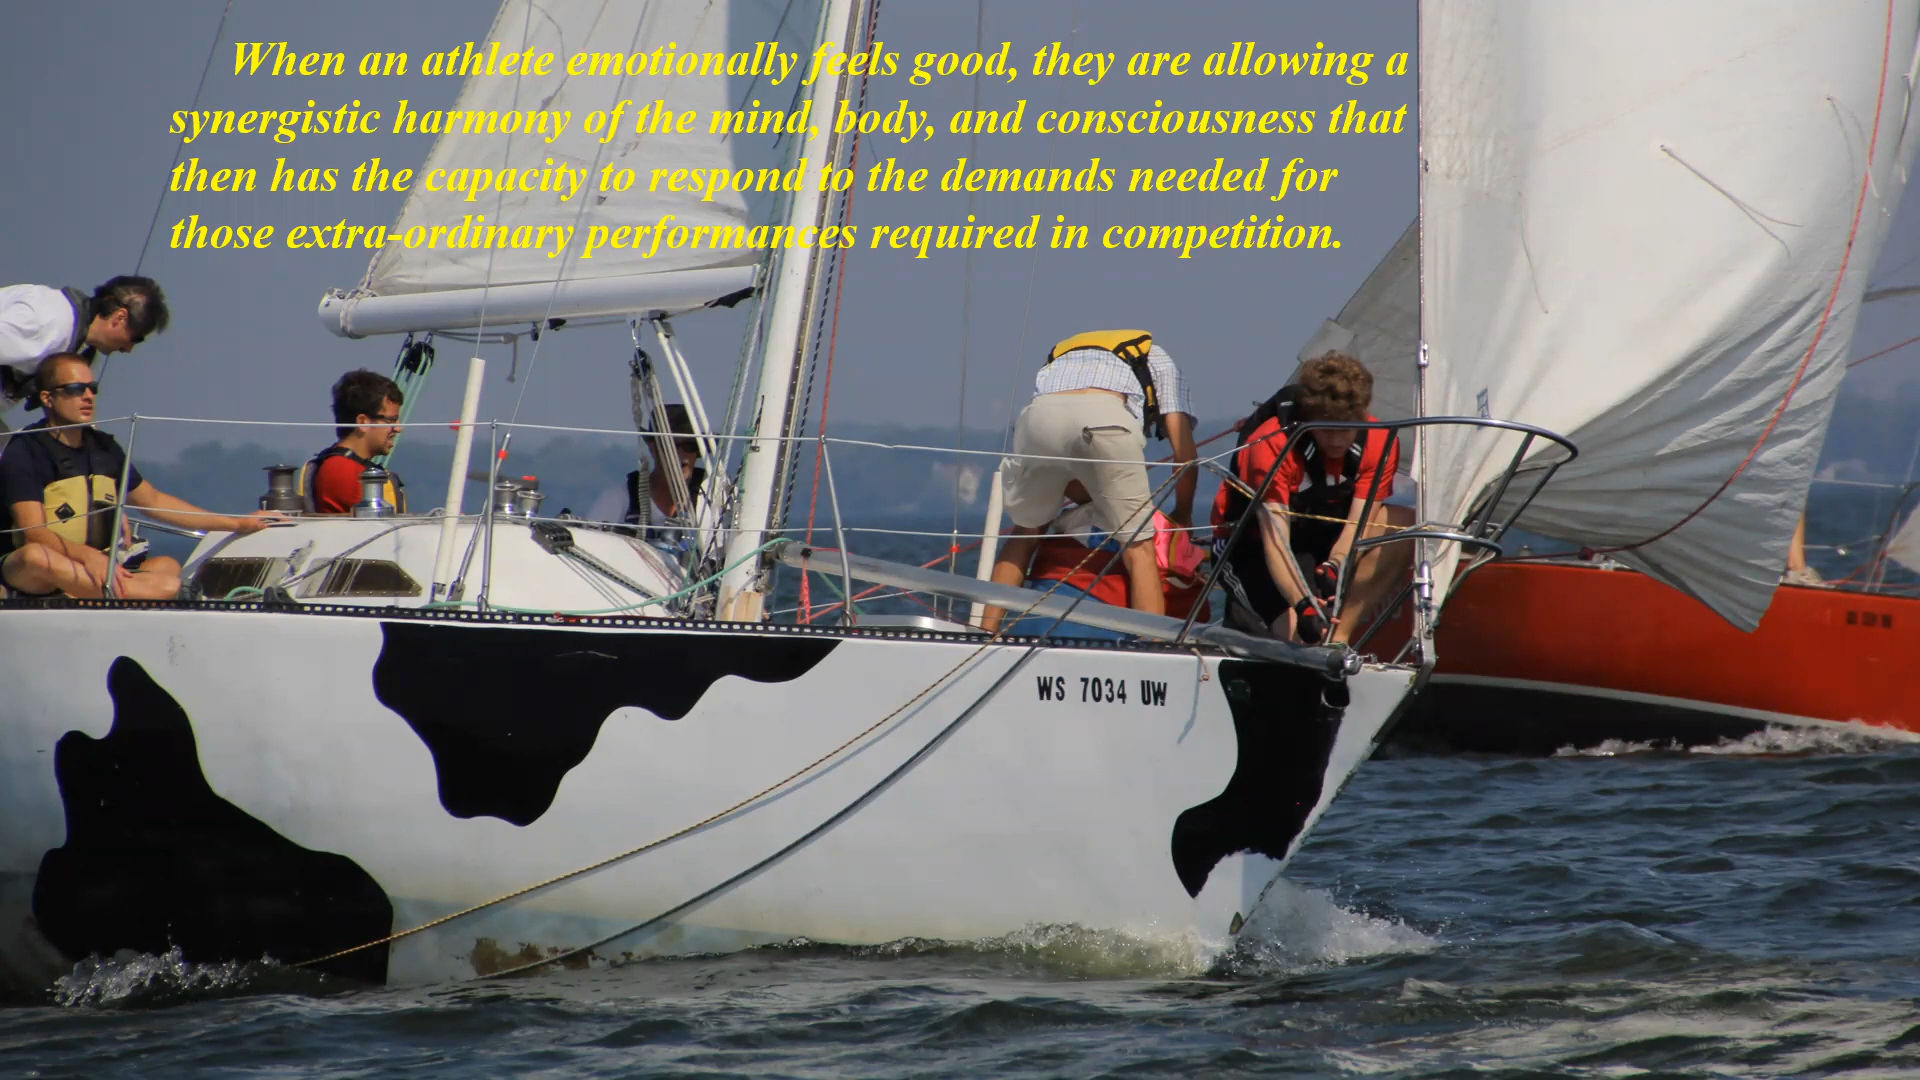 When an athlete emotionally feels good, they are allowing a
synergistic harmony of the mind, body, and consciousness that
then has the capacity to respond to the demands needed for
those extra-ordinary performances required in competition.
WS 7034 UW